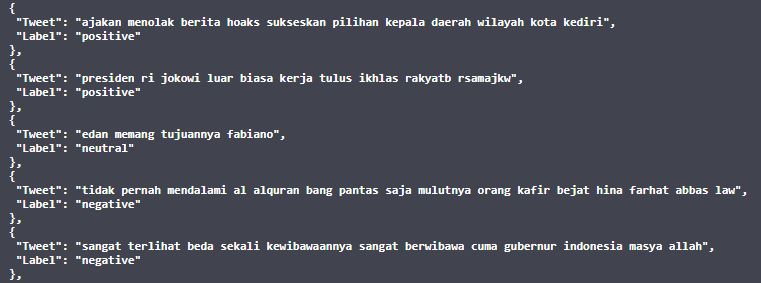 {
"Tweet": "ajakan menolak berita hoaks sukseskan pilihan kepala daerah wilayah kota kediri",
"Label": "positive"
},
{
"Tweet": "presiden ri jokowi luar biasa kerja tulus ikhlas rakyatb rsamajkw",
"Label": "positive"
},
{
"Tweet": "edan memang tujuannya fabiano",
"Label": "neutral"
},
{
"Tweet": "tidak pernah mendalami al alquran bang pantas saja mulutnya orang kafir bejat hina farhat abbas law",
"Label": "negative"
},
{
"Tweet": "sangat terlihat beda sekali kewibawaannya sangat berwibawa cuma gubernur indonesia masya allah",
"Label": "negative"
},